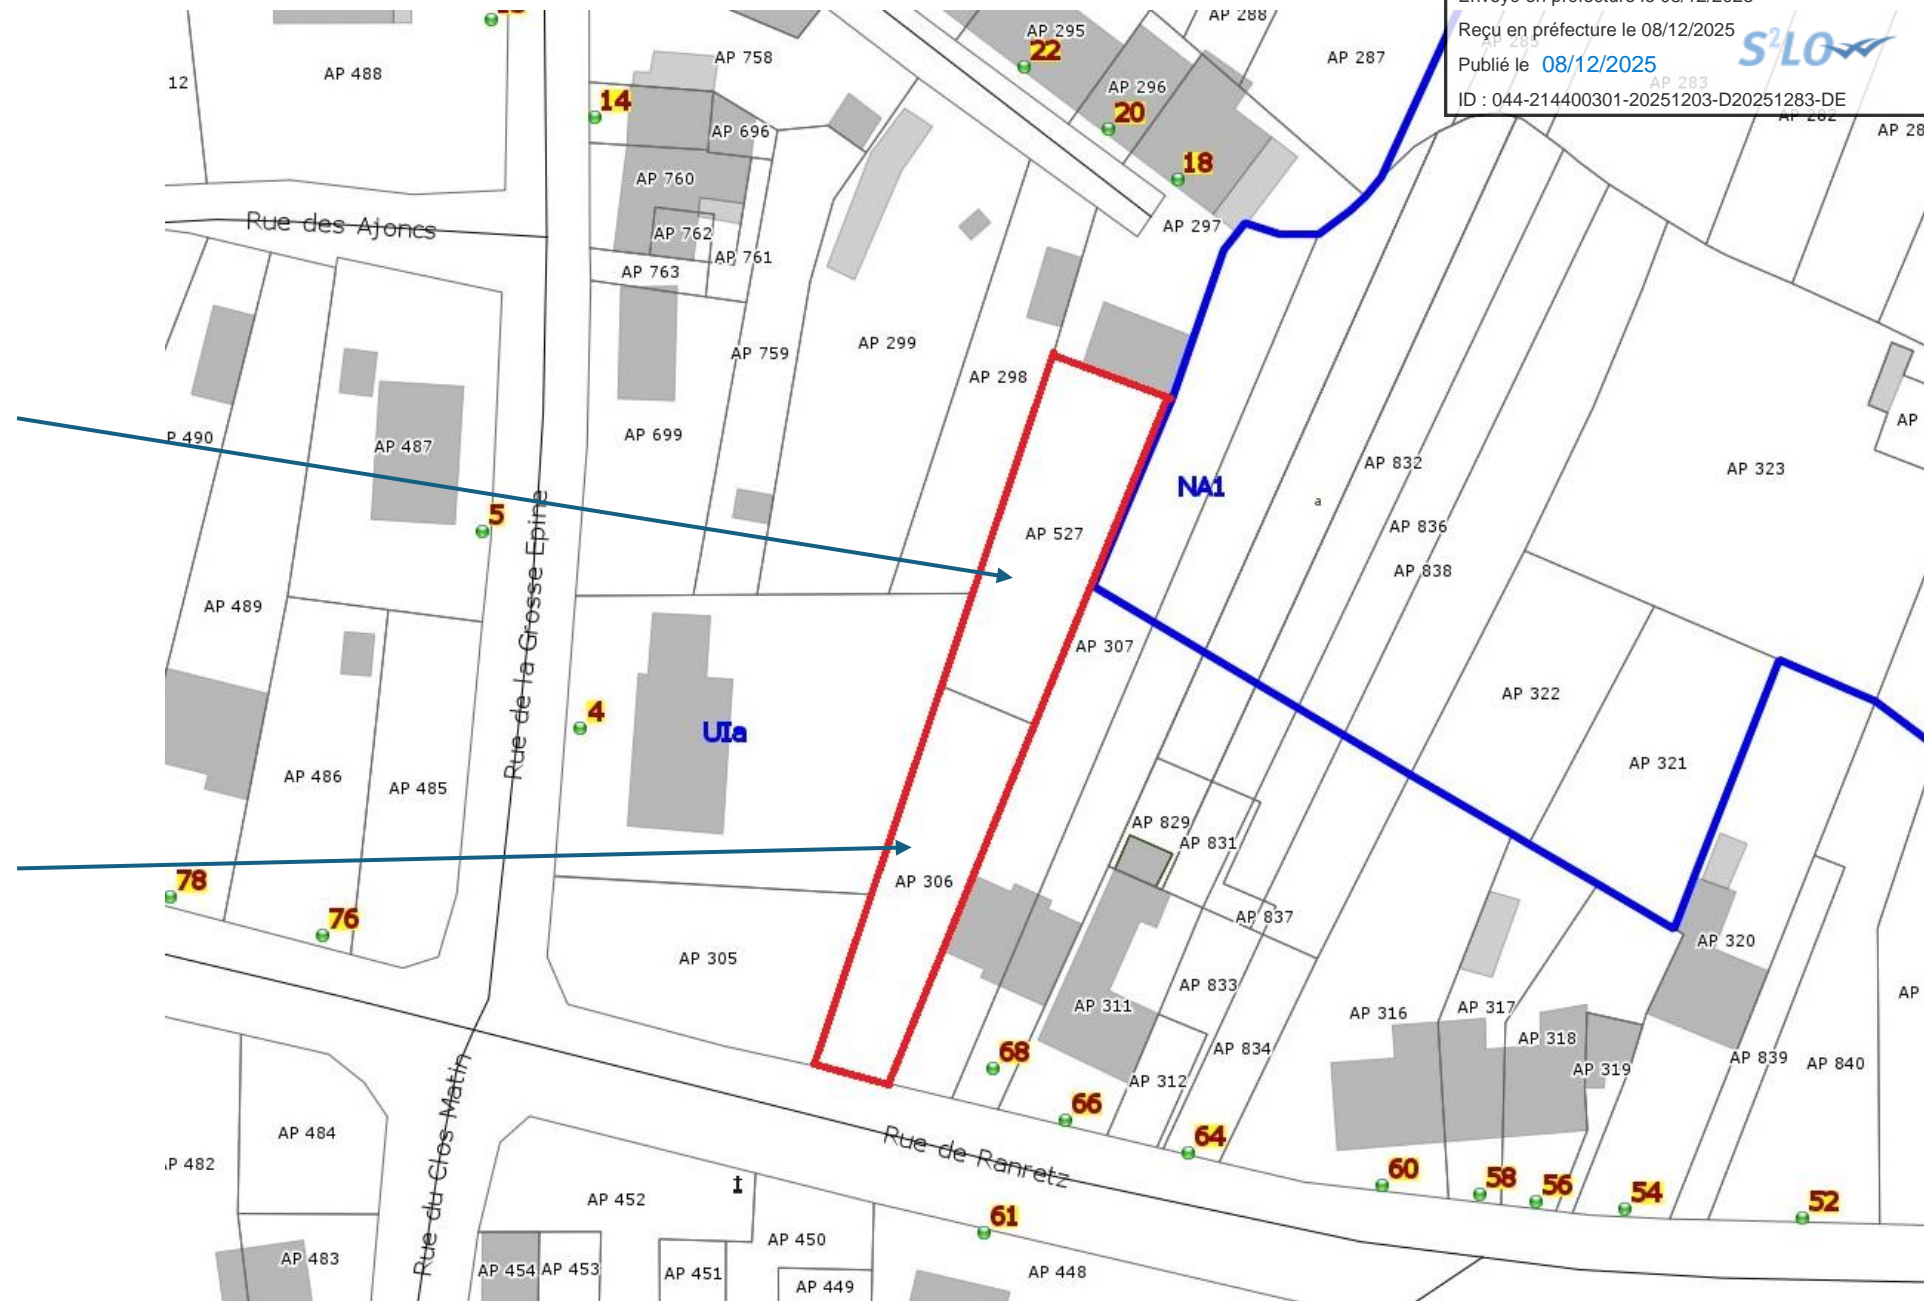 Reçu en préfecture le 08/12/2025
Publié le 08/12/2025
S²LO
ID : 044-214400301-20251203-D20251283-DE
AP 295
AP 288
22
AP 287
AP 285
AP 283
AP 282
12
AP 488
AP 758
14
AP 296
20
AP 696
18
AP 760
Rue des Ajoncs
AP 762
AP 297
AP 761
AP 763
AP 759
AP 299
AP 298
AP 487
AP 699
AP 832
AP 323
NA1
a
5
AP 527
AP 836
AP 838
AP 489
Rue de la Grosse Epine
AP 307
AP 322
4
UIa
AP 321
AP 486
AP 485
AP 829
AP 831
78
AP 306
76
AP 837
AP 320
AP 305
AP 833
AP 311
AP 316
AP 317
AP 318
AP 834
68
AP 839
AP 840
AP 319
AP 312
66
Rue du Clos Matin
AP 484
64
Rue de Ranretz
P 482
60
58
56
54
52
AP 452
61
AP 450
AP 483
AP 454
AP 453
AP 451
AP 448
AP 449